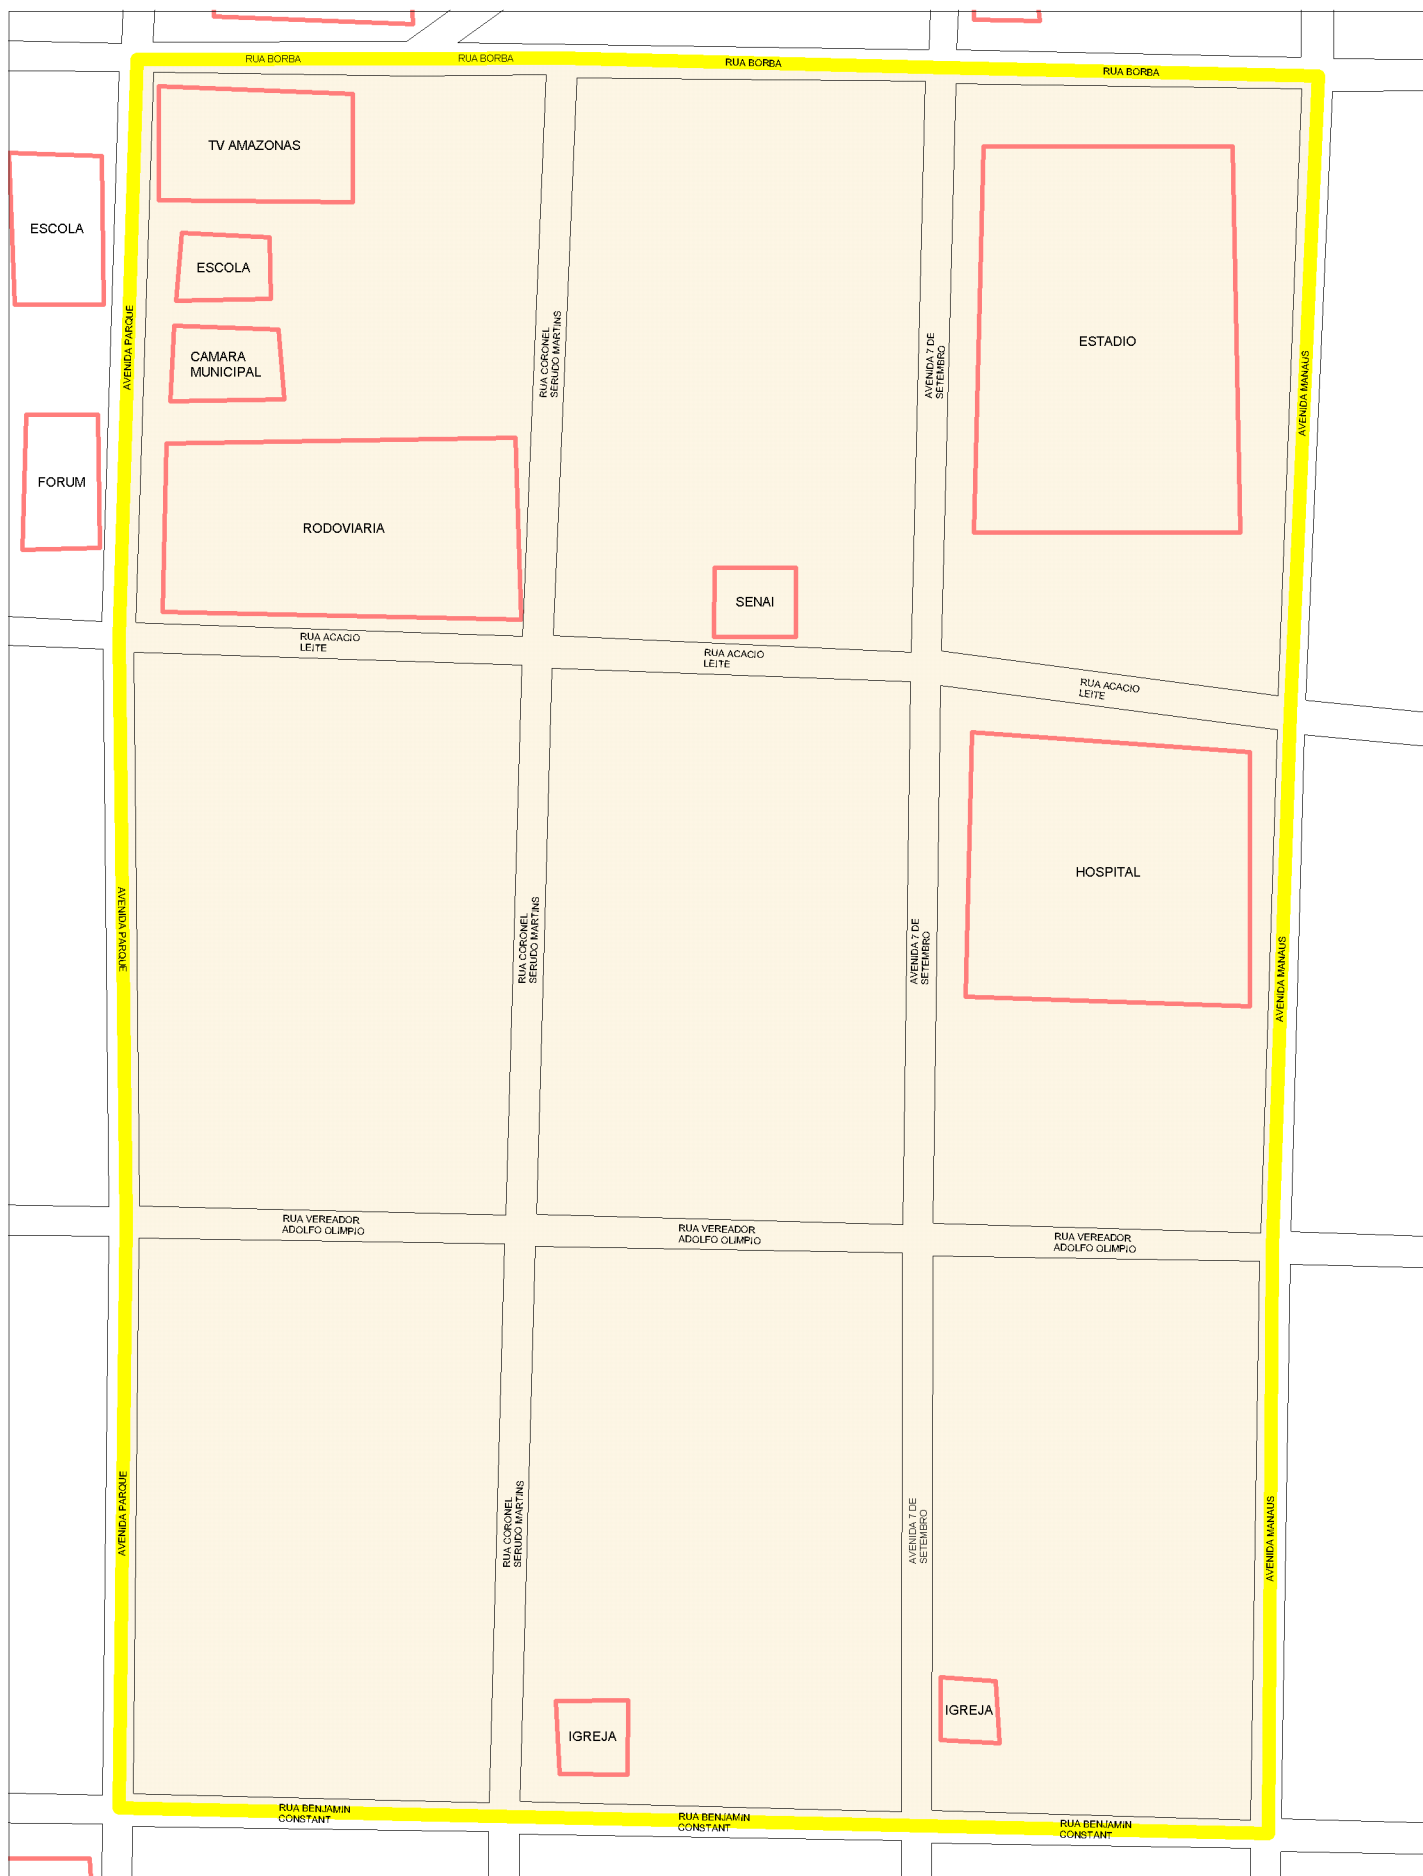 RUA BORBA
RUA BORBA
RUA BORBA
RUA BORBA
TV AMAZONAS
ESCOLA
ESCOLA
AVENIDA PARQUE
CAMARA
MUNICIPAL
RUA CORONEL
SERUDO MARTINS
AVENIDA 7 DE
SETEMBRO
ESTADIO
AVENIDA MANAUS
FORUM
RODOVIARIA
SENAI
RUA ACACIO
LEITE
RUA ACACIO
LEITE
RUA ACACIO
LEITE
HOSPITAL
AVENIDA PARQUE
RUA CORONEL
SERUDO MARTINS
AVENIDA 7 DE
SETEMBRO
AVENIDA MANAUS
RUA VEREADOR
ADOLFO OLIMPIO
RUA VEREADOR
ADOLFO OLIMPIO
RUA VEREADOR
ADOLFO OLIMPIO
AVENIDA PARQUE
RUA CORONEL
SERUDO MARTINS
AVENIDA 7 DE
SETEMBRO
AVENIDA MANAUS
IGREJA
IGREJA
RUA BENJAMIN
CONSTANT
RUA BENJAMIN
CONSTANT
RUA BENJAMIN
CONSTANT